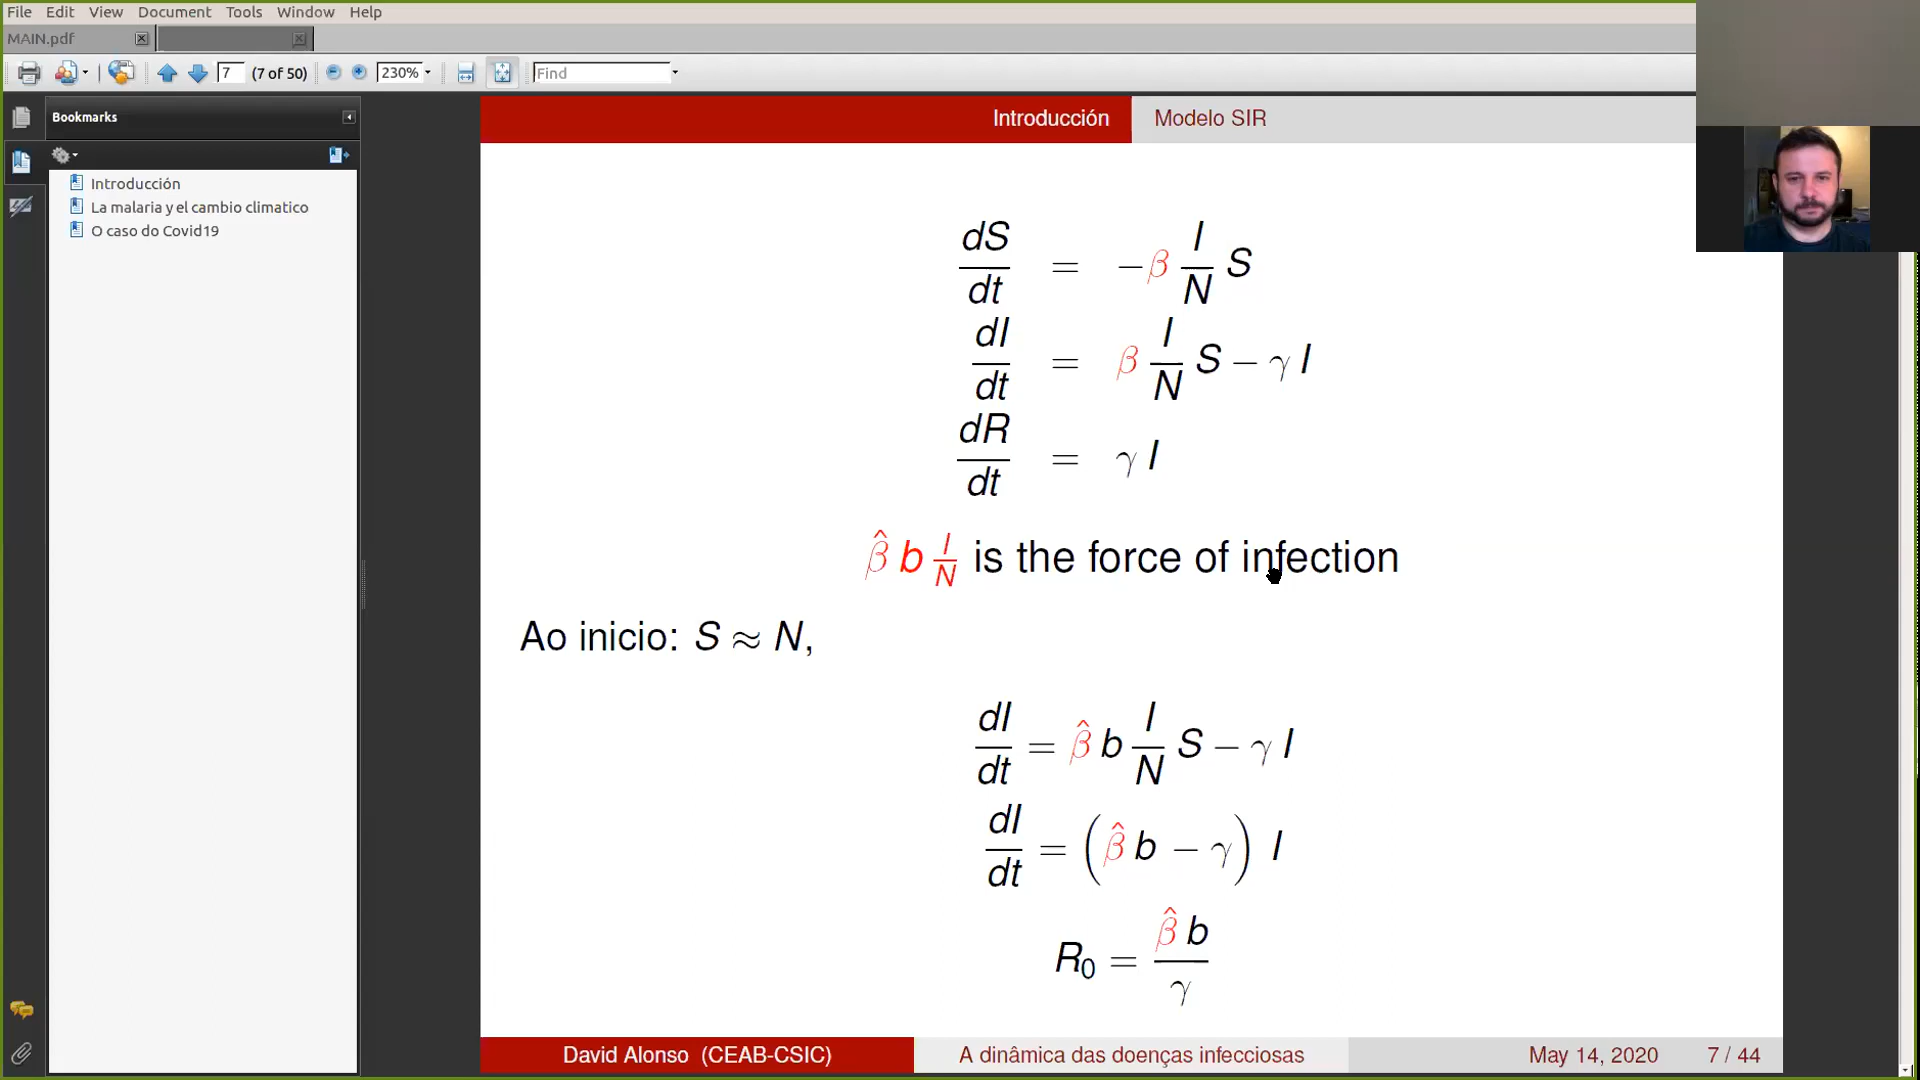 File Edit View Document Tools Window Help
MAIN.pdf
7 (7 of 50) 230% Find
Bookmarks
Introducción
La malaria y el cambio climatico
O caso do Covid19
Introducción Modelo SIR
dS/dt = −β I/N S
dI/dt = β I/N S − γ I
dR/dt = γ I
β̂ b I/N is the force of infection
Ao inicio: S ≈ N,
dI/dt = β̂ b I/N S − γ I
dI/dt = (β̂ b − γ) I
R₀ = β̂ b/γ
David Alonso (CEAB-CSIC) A dinâmica das doenças infecciosas May 14, 2020 7 / 44